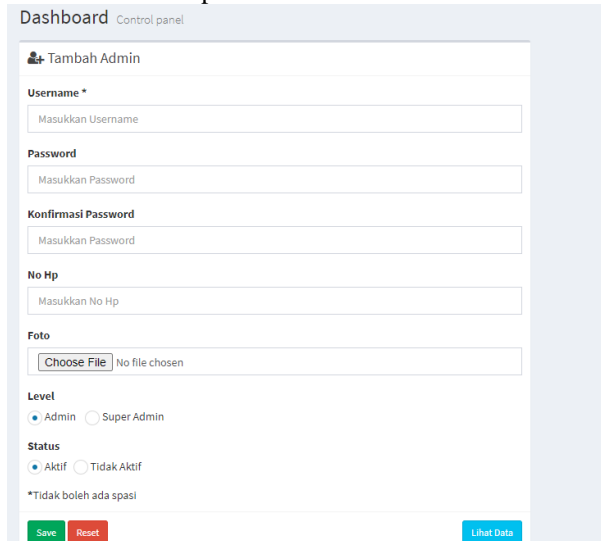 Dashboard Control panel
Tambah Admin
Username *
Masukkan Username
Password
Masukkan Password
Konfirmasi Password
Masukkan Password
No Hp
Masukkan No Hp
Foto
Choose File No file chosen
Level
Admin Super Admin
Status
Aktif Tidak Aktif
*Tidak boleh ada spasi
Save Reset Lihat Data